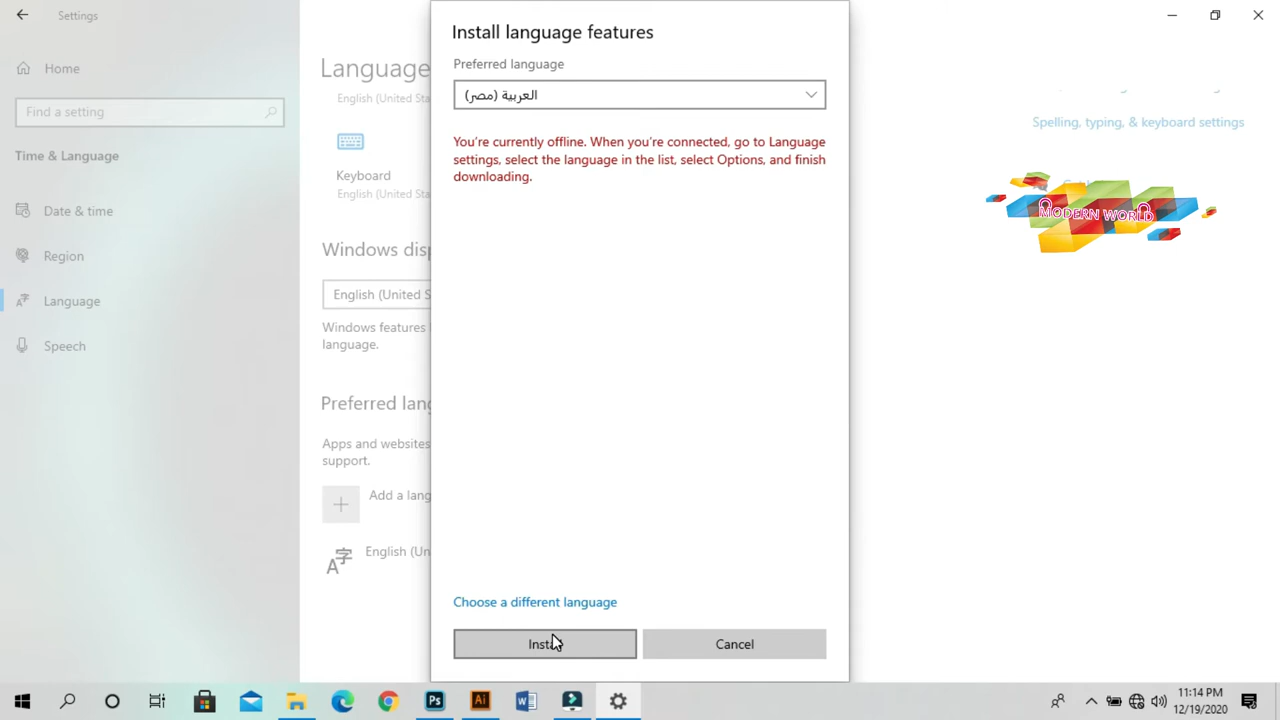 Settings
Home
Find a setting
Time & Language
Date & time
Region
Language
Speech
Language
English (United Sta
Keyboard
English (United Sta
Windows disp
English (United S
Windows features
language.
Preferred lang
Apps and websites
support.
Add a lang
English (Un
Install language features
Preferred language
العربية (مصر)
You're currently offline. When you're connected, go to Language
settings, select the language in the list, select Options, and finish
downloading.
Choose a different language
Install
Cancel
Spelling, typing, & keyboard settings
MODERN WORLD
Ps
Ai
W
11:14 PM
12/19/2020